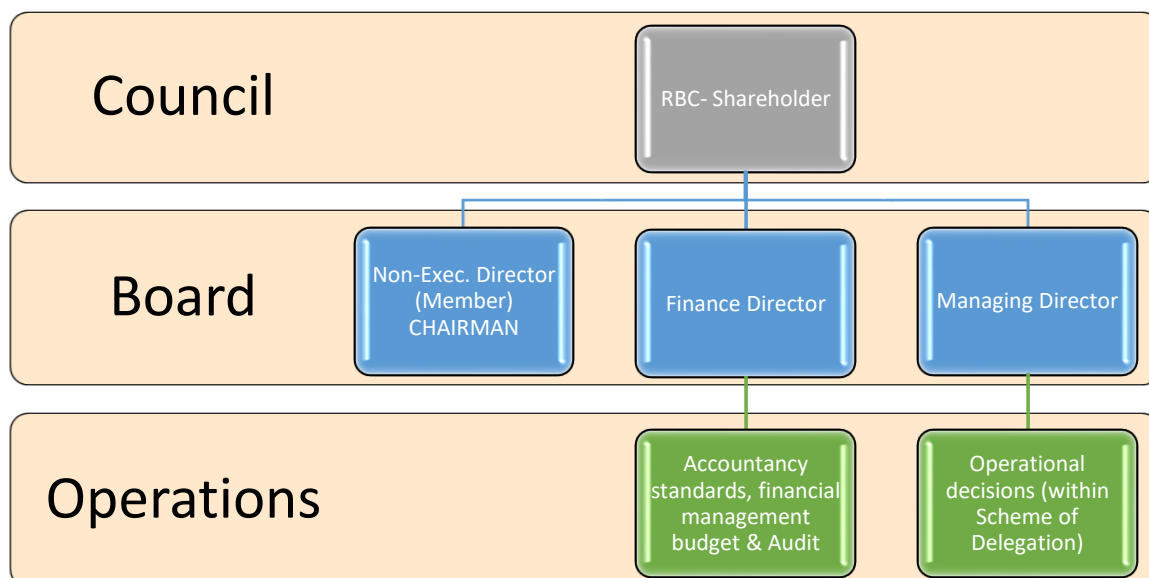 Council
RBC- Shareholder
Board
Non-Exec. Director
(Member)
CHAIRMAN
Finance Director
Managing Director
Operations
Accountancy
standards, financial
management
budget & Audit
Operational
decisions (within
Scheme of
Delegation)